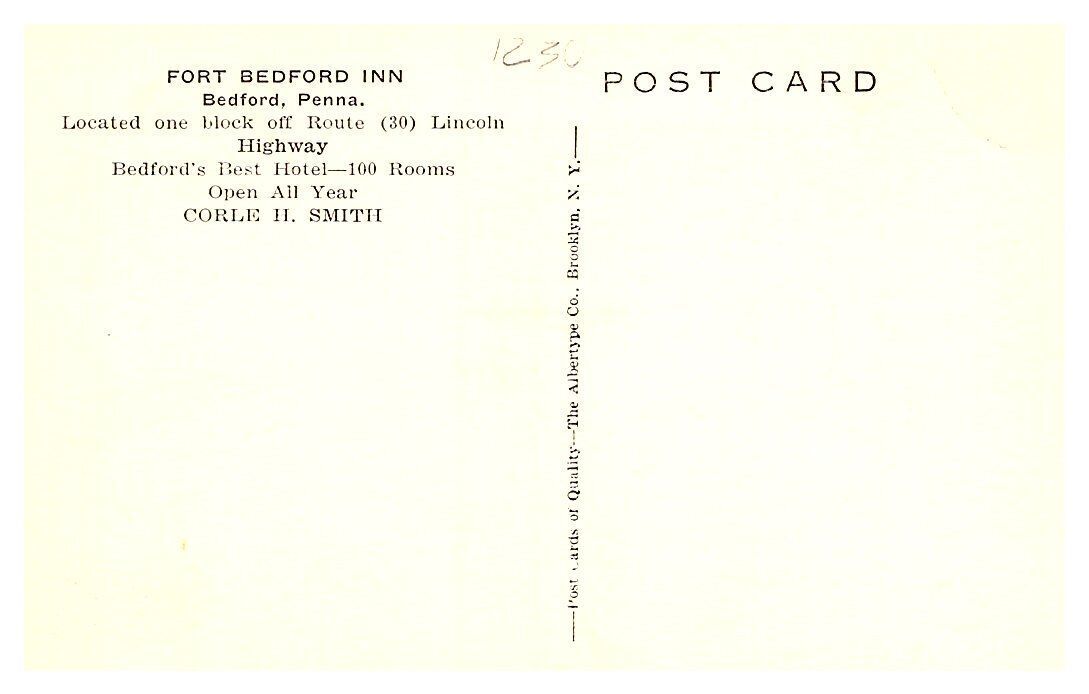 1230
FORT BEDFORD INN
Bedford, Penna.
Located one block off Route (30) Lincoln
Highway
Bedford's Best Hotel—100 Rooms
Open All Year
CORLE H. SMITH
POST CARD
—Post Cards of Quality—The Albertype Co., Brooklyn, N. Y.—